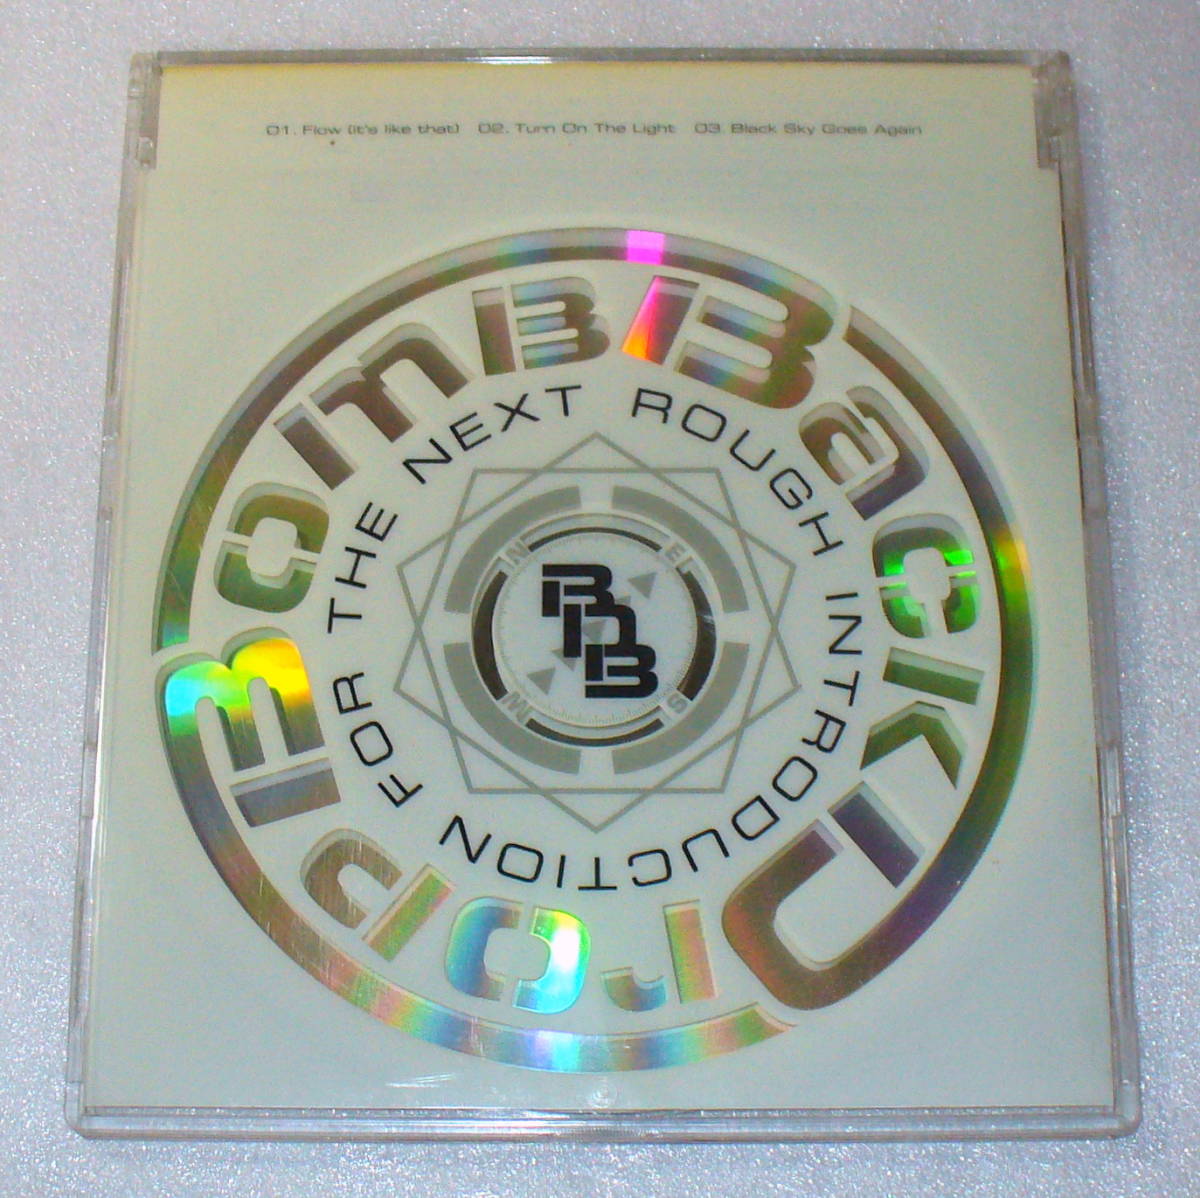 01. Flow (it's like that) 02. Turn On The Light 03. Black Sky Goes Again
Back Drop BomB
ROUGH INTRODUCTION FOR THE NEXT
N E S W
BDB